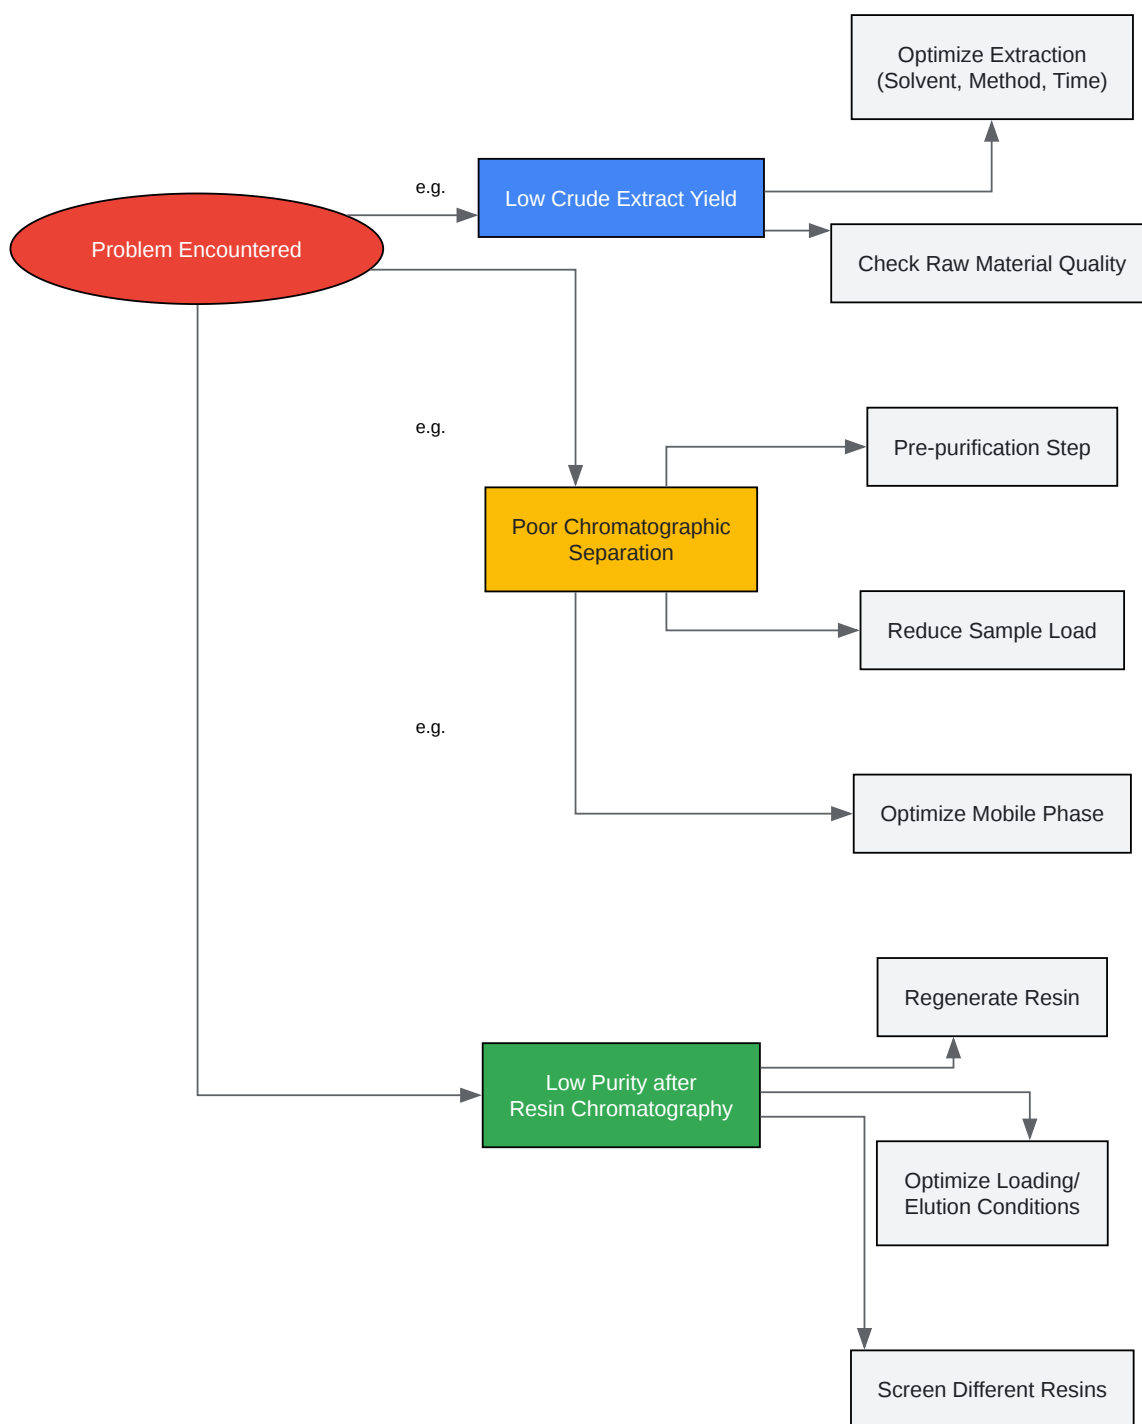 Optimize Extraction
(Solvent, Method, Time)
e.g.
Low Crude Extract Yield
Problem Encountered
Check Raw Material Quality
e.g.
Pre-purification Step
Poor Chromatographic
Separation
Reduce Sample Load
e.g.
Optimize Mobile Phase
Regenerate Resin
Low Purity after
Resin Chromatography
Optimize Loading/
Elution Conditions
Screen Different Resins